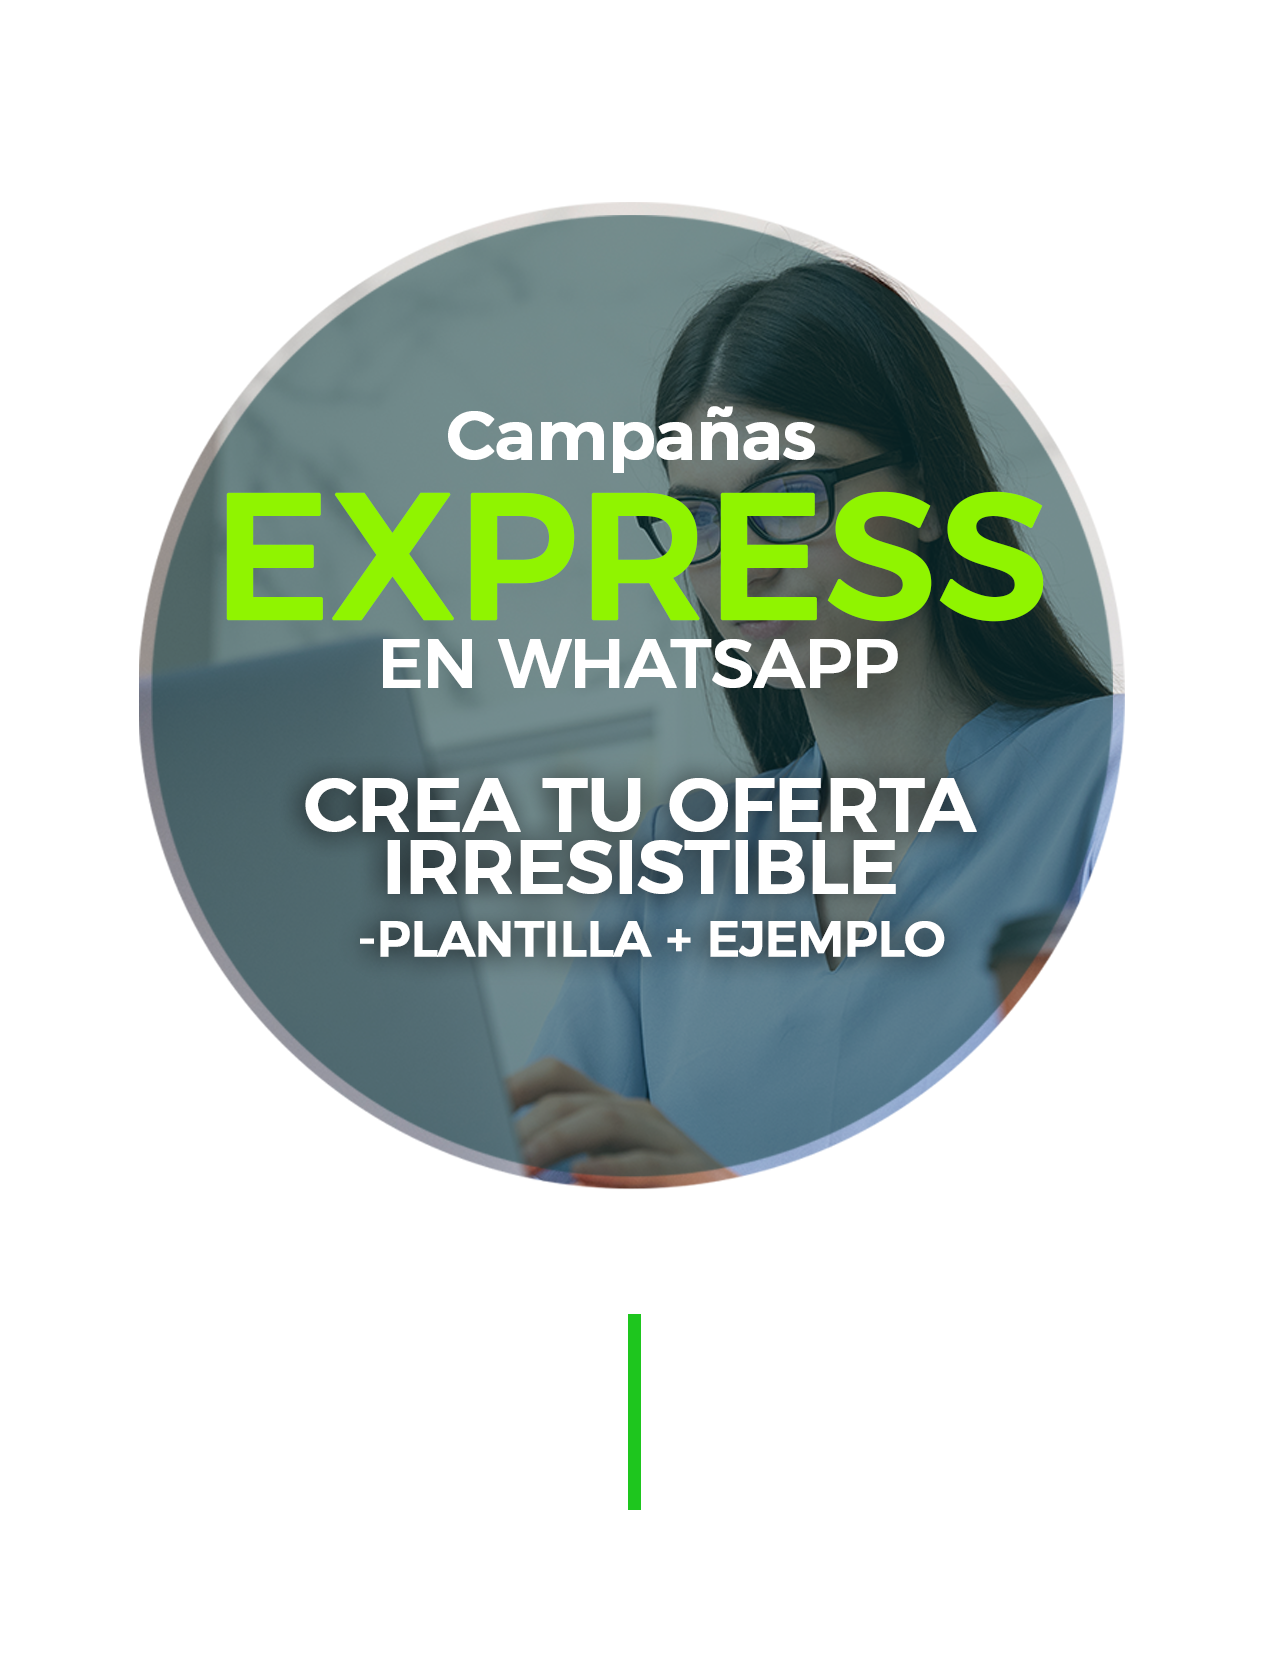 Campañas
EXPRESS
EN WHATSAPP
CREA TU OFERTA
IRRESISTIBLE
-PLANTILLA + EJEMPLO